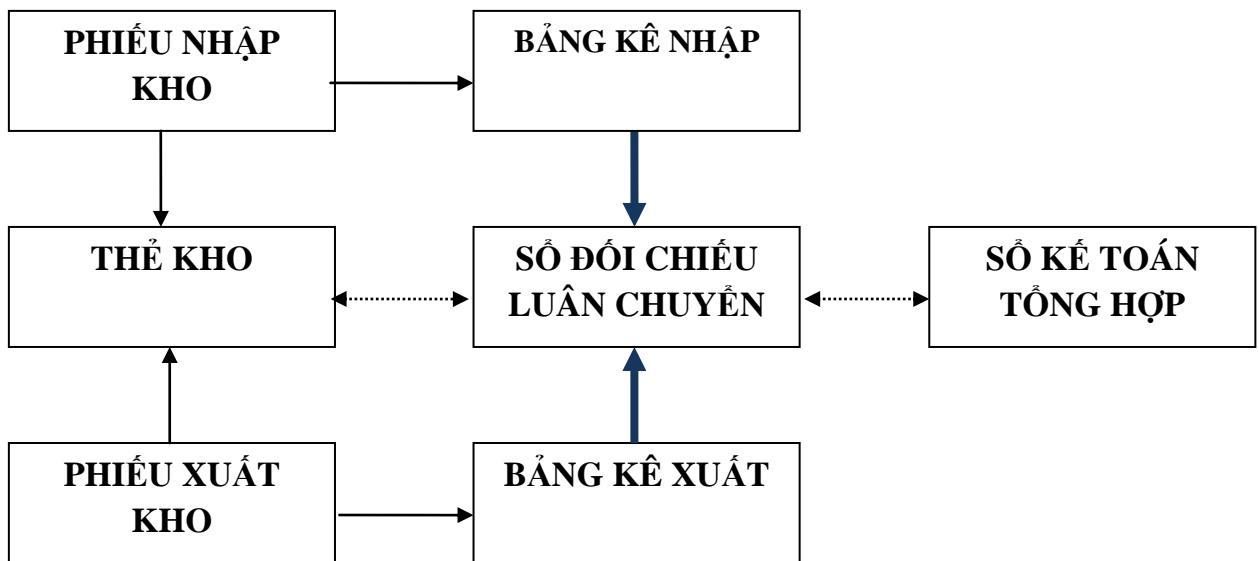 PHIẾU NHẬP
KHO
BẢNG KÊ NHẬP
THẺ KHO
SỔ ĐỐI CHIẾU
LUÂN CHUYỂN
SỔ KẾ TOÁN
TỔNG HỢP
PHIẾU XUẤT
KHO
BẢNG KÊ XUẤT